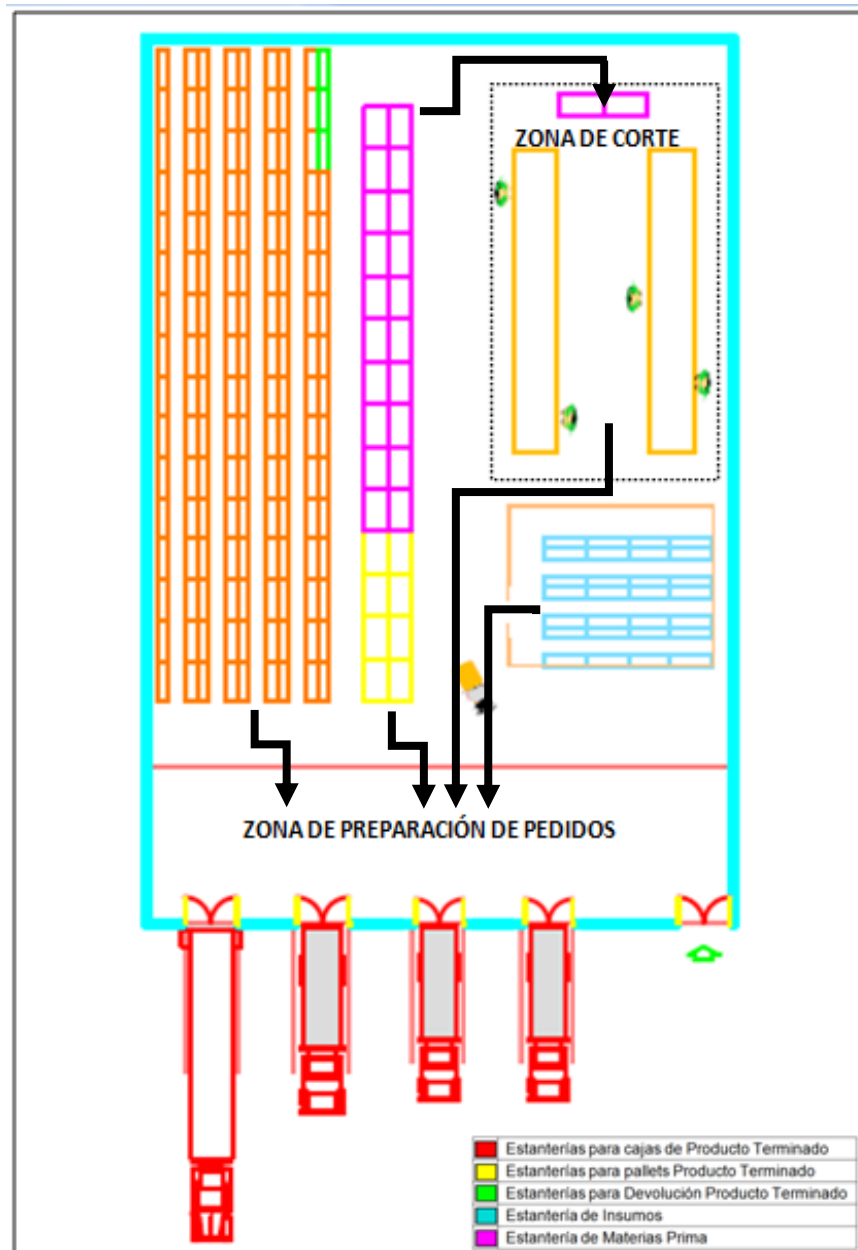 ZONA DE CORTE
ZONA DE PREPARACIÓN DE PEDIDOS
Estanterías para cajas de Producto Terminado
Estanterías para pallets Producto Terminado
Estanterías para Devolución Producto Terminado
Estantería de Insumos
Estantería de Materias Prima